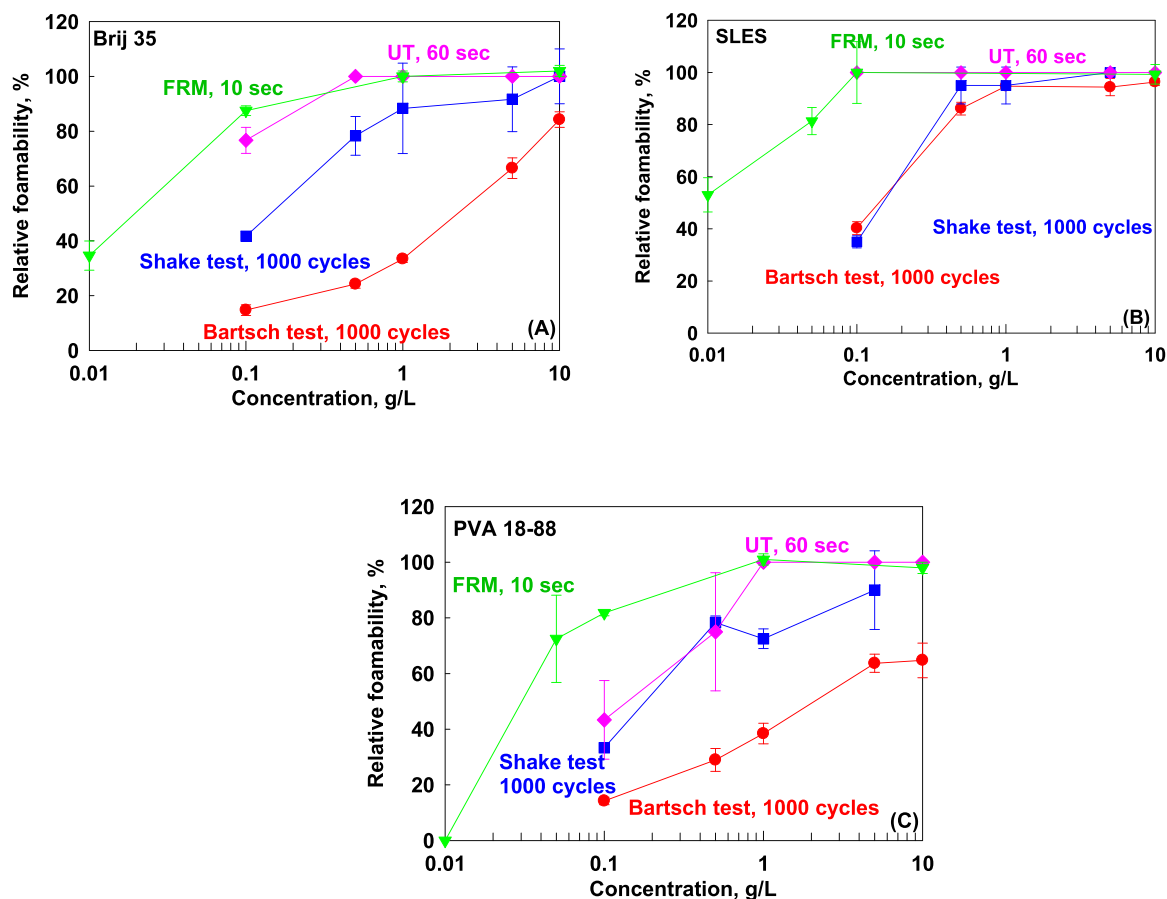 Brij 35
UT, 60 sec
FRM, 10 sec
Shake test, 1000 cycles
Bartsch test, 1000 cycles
(A)
Relative foamability, %
120
100
80
60
40
20
0
0.01 0.1 1 10
Concentration, g/L
SLES
FRM, 10 sec
UT, 60 sec
Shake test, 1000 cycles
Bartsch test, 1000 cycles
(B)
Relative foamability, %
120
100
80
60
40
20
0
0.01 0.1 1 10
Concentration, g/L
PVA 18-88
UT, 60 sec
FRM, 10 sec
Shake test
1000 cycles
Bartsch test, 1000 cycles
(C)
Relative foamability, %
120
100
80
60
40
20
0
0.01 0.1 1 10
Concentration, g/L